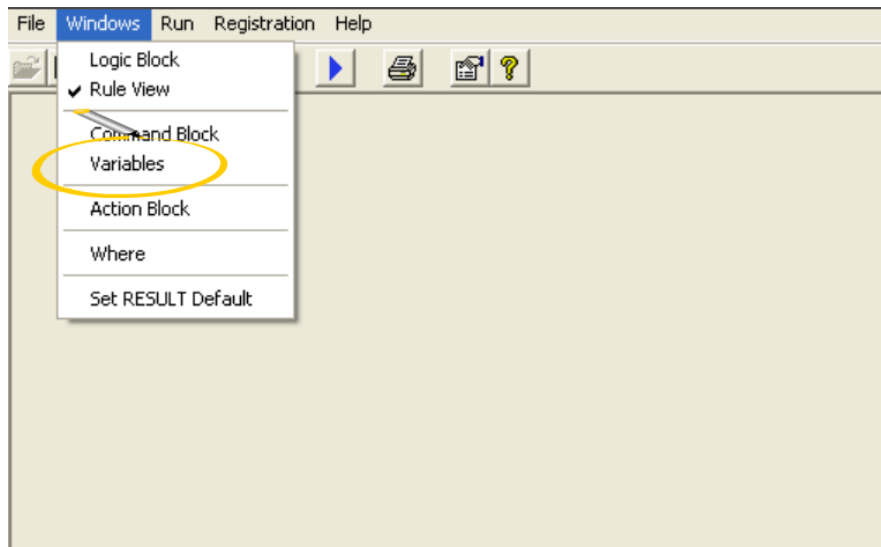 File Windows Run Registration Help
Logic Block
Rule View
Command Block
Variables
Action Block
Where
Set RESULT Default